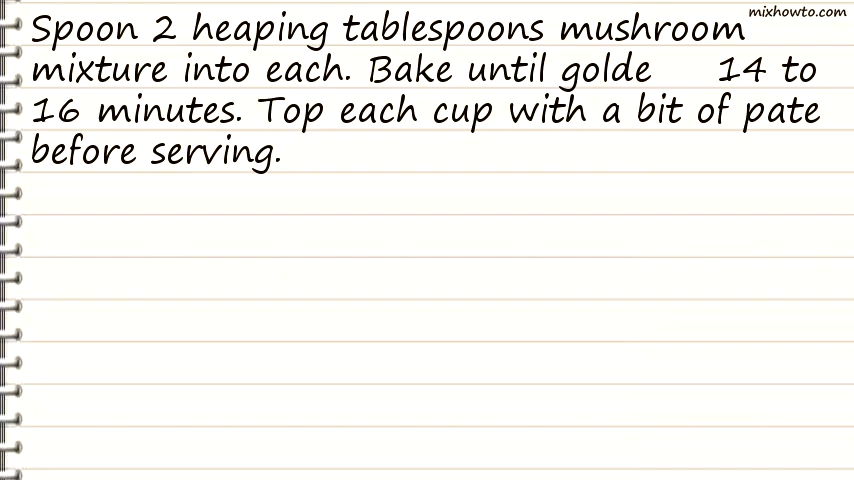 mixhowto.com
Spoon 2 heaping tablespoons mushroom
mixture into each. Bake until golde 14 to
16 minutes. Top each cup with a bit of pate
before serving.